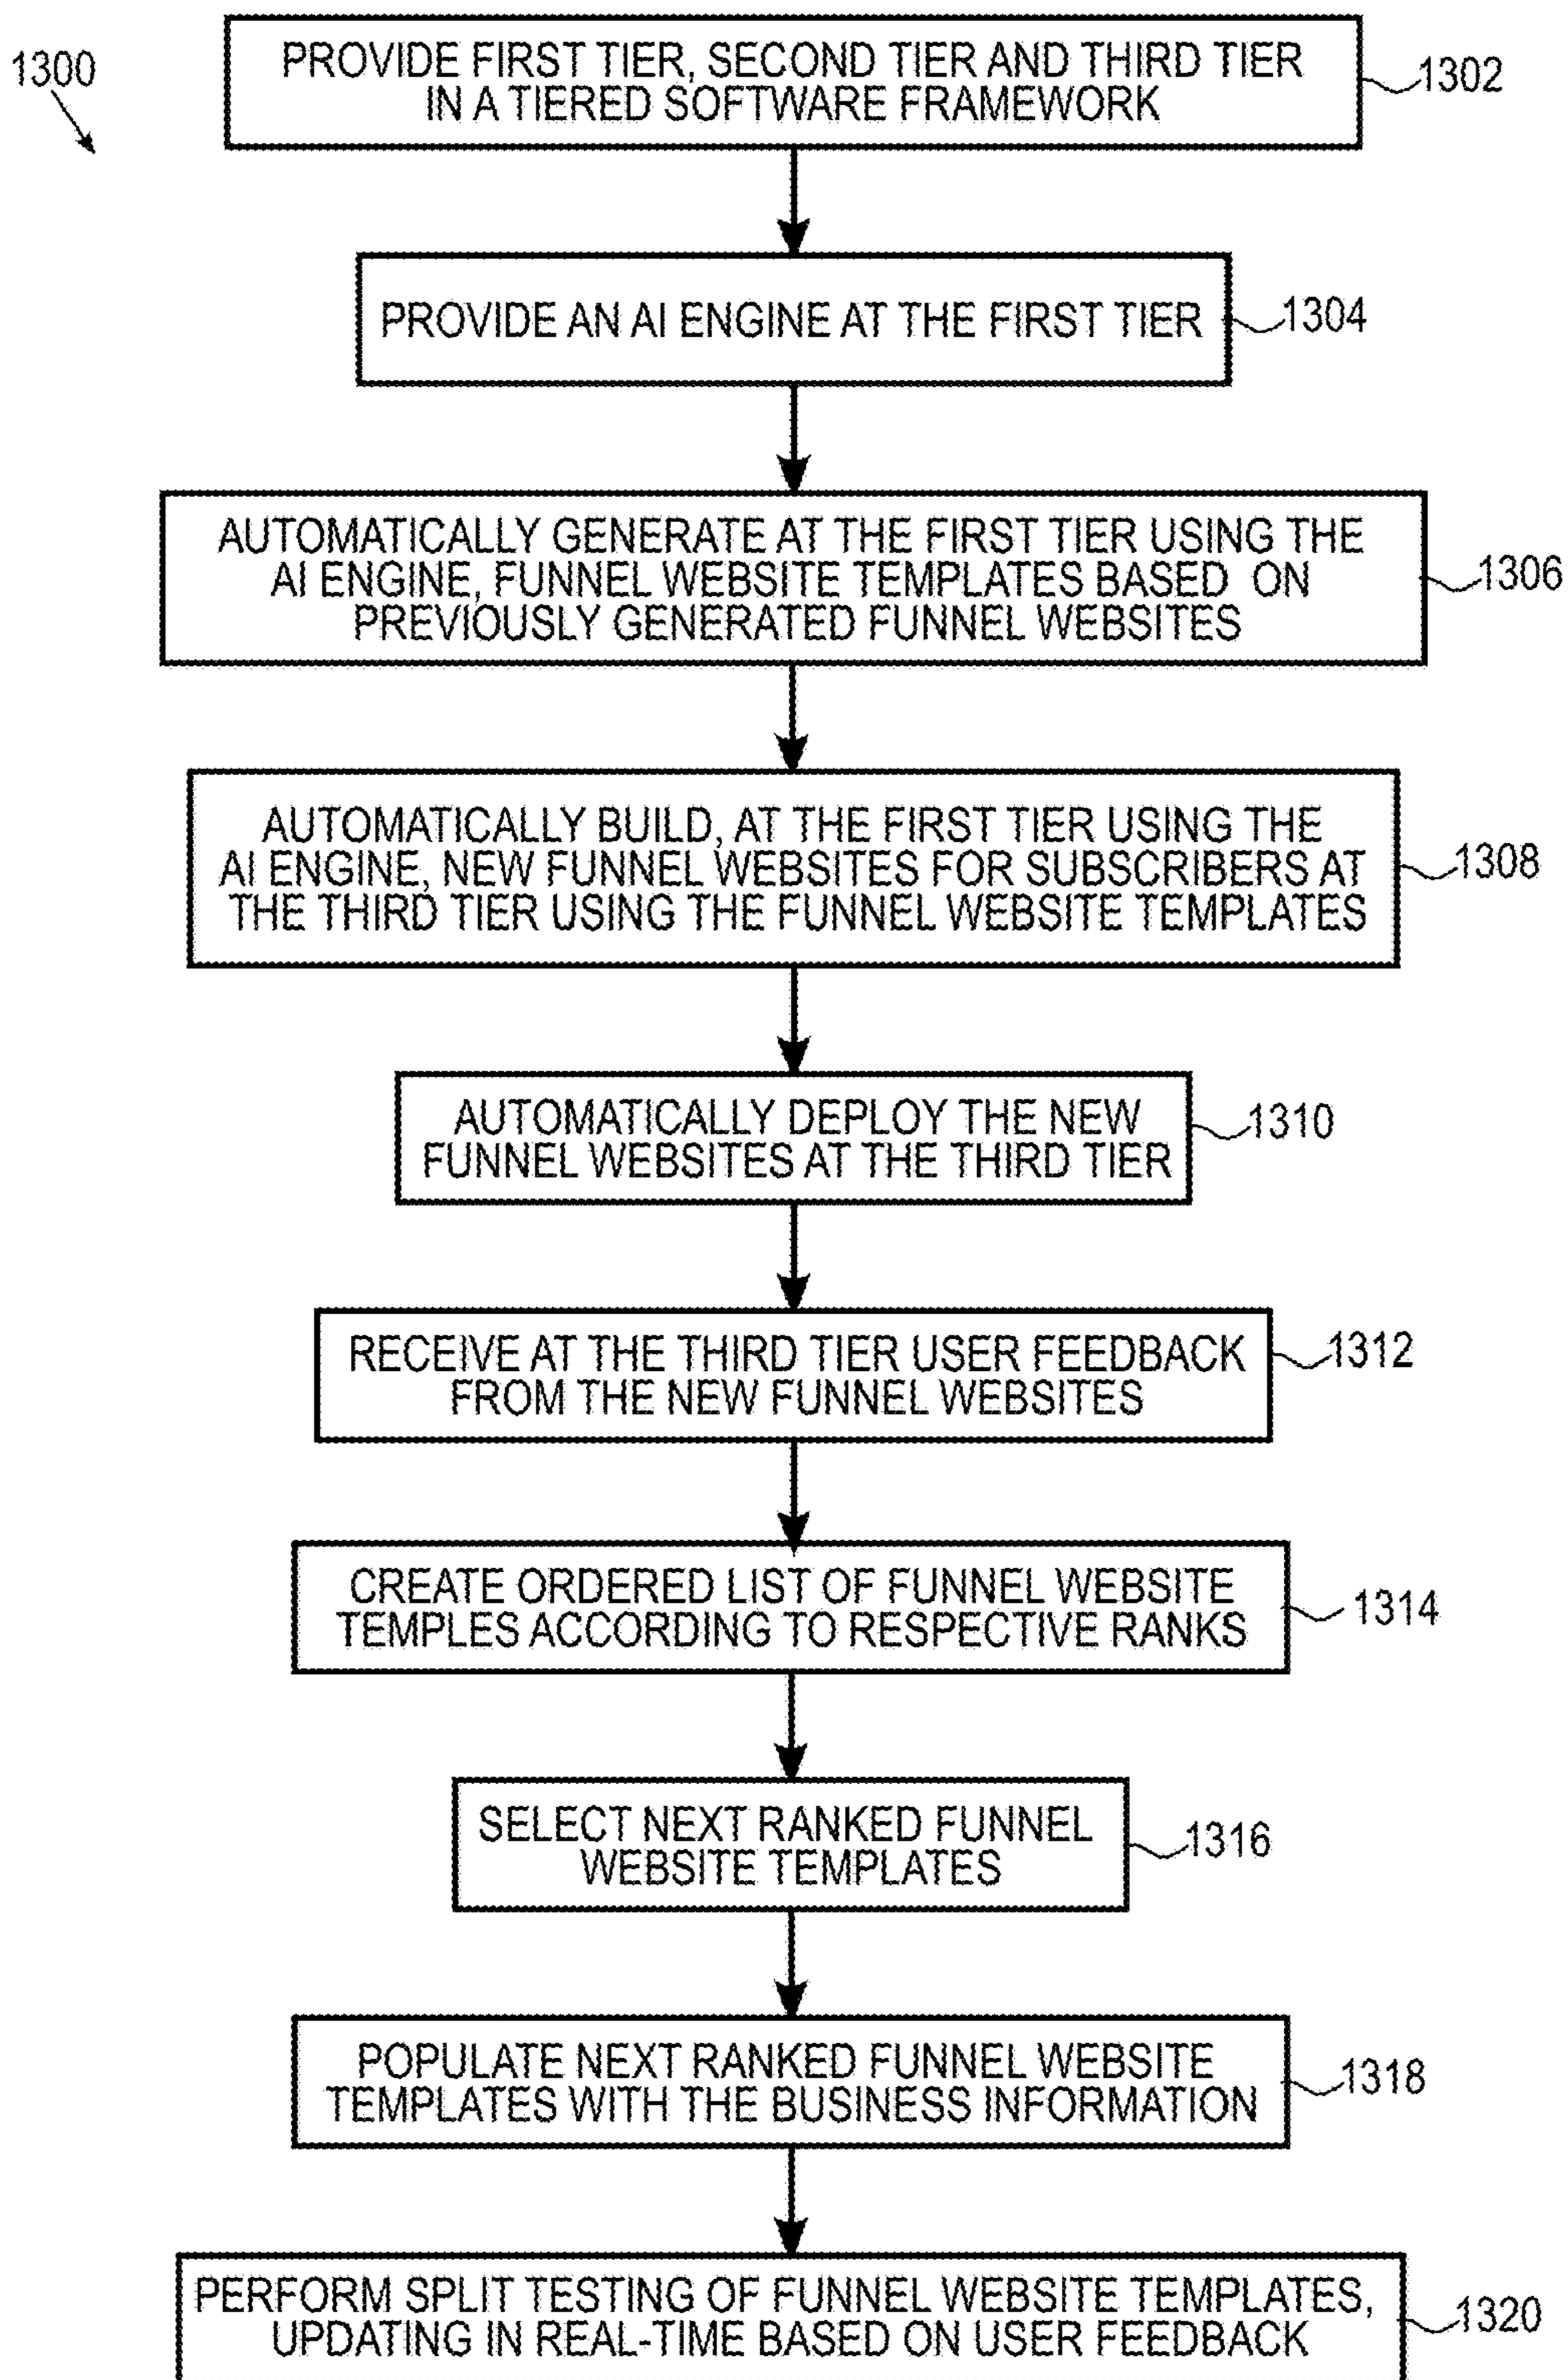 1300
PROVIDE FIRST TIER, SECOND TIER AND THIRD TIER
IN A TIERED SOFTWARE FRAMEWORK
1302
PROVIDE AN AI ENGINE AT THE FIRST TIER
1304
AUTOMATICALLY GENERATE AT THE FIRST TIER USING THE
AI ENGINE, FUNNEL WEBSITE TEMPLATES BASED ON
PREVIOUSLY GENERATED FUNNEL WEBSITES
1306
AUTOMATICALLY BUILD, AT THE FIRST TIER USING THE
AI ENGINE, NEW FUNNEL WEBSITES FOR SUBSCRIBERS AT
THE THIRD TIER USING THE FUNNEL WEBSITE TEMPLATES
1308
AUTOMATICALLY DEPLOY THE NEW
FUNNEL WEBSITES AT THE THIRD TIER
1310
RECEIVE AT THE THIRD TIER USER FEEDBACK
FROM THE NEW FUNNEL WEBSITES
1312
CREATE ORDERED LIST OF FUNNEL WEBSITE
TEMPLES ACCORDING TO RESPECTIVE RANKS
1314
SELECT NEXT RANKED FUNNEL
WEBSITE TEMPLATES
1316
POPULATE NEXT RANKED FUNNEL WEBSITE
TEMPLATES WITH THE BUSINESS INFORMATION
1318
PERFORM SPLIT TESTING OF FUNNEL WEBSITE TEMPLATES,
UPDATING IN REAL-TIME BASED ON USER FEEDBACK
1320